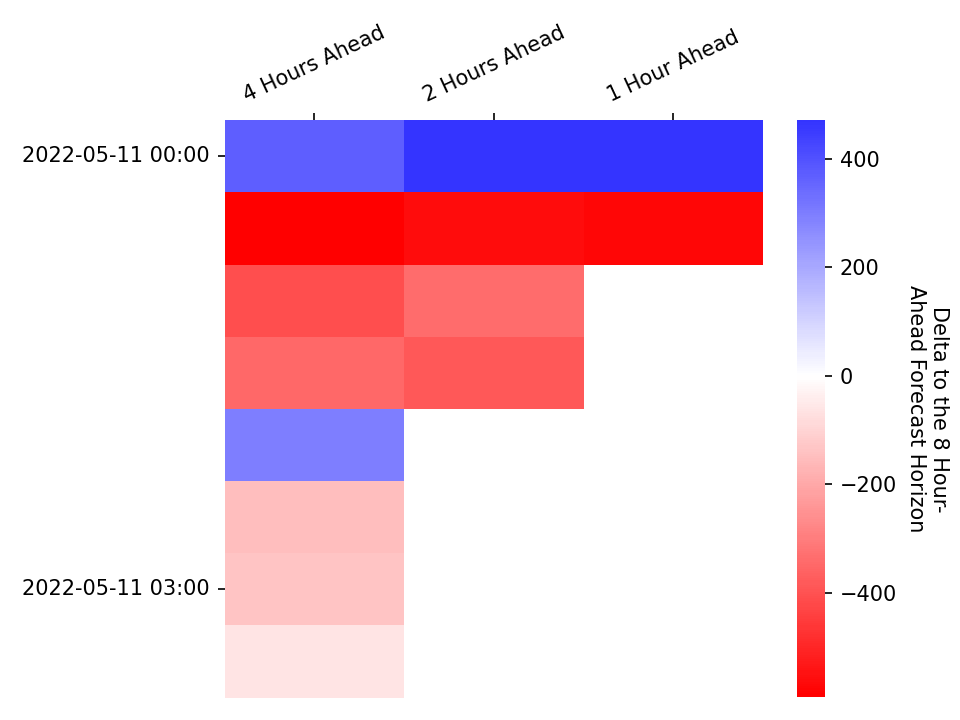 4 Hours Ahead
2 Hours Ahead
1 Hour Ahead
2022-05-11 00:00
2022-05-11 03:00
400
200
0
−200
−400
Delta to the 8 Hour-
Ahead Forecast Horizon